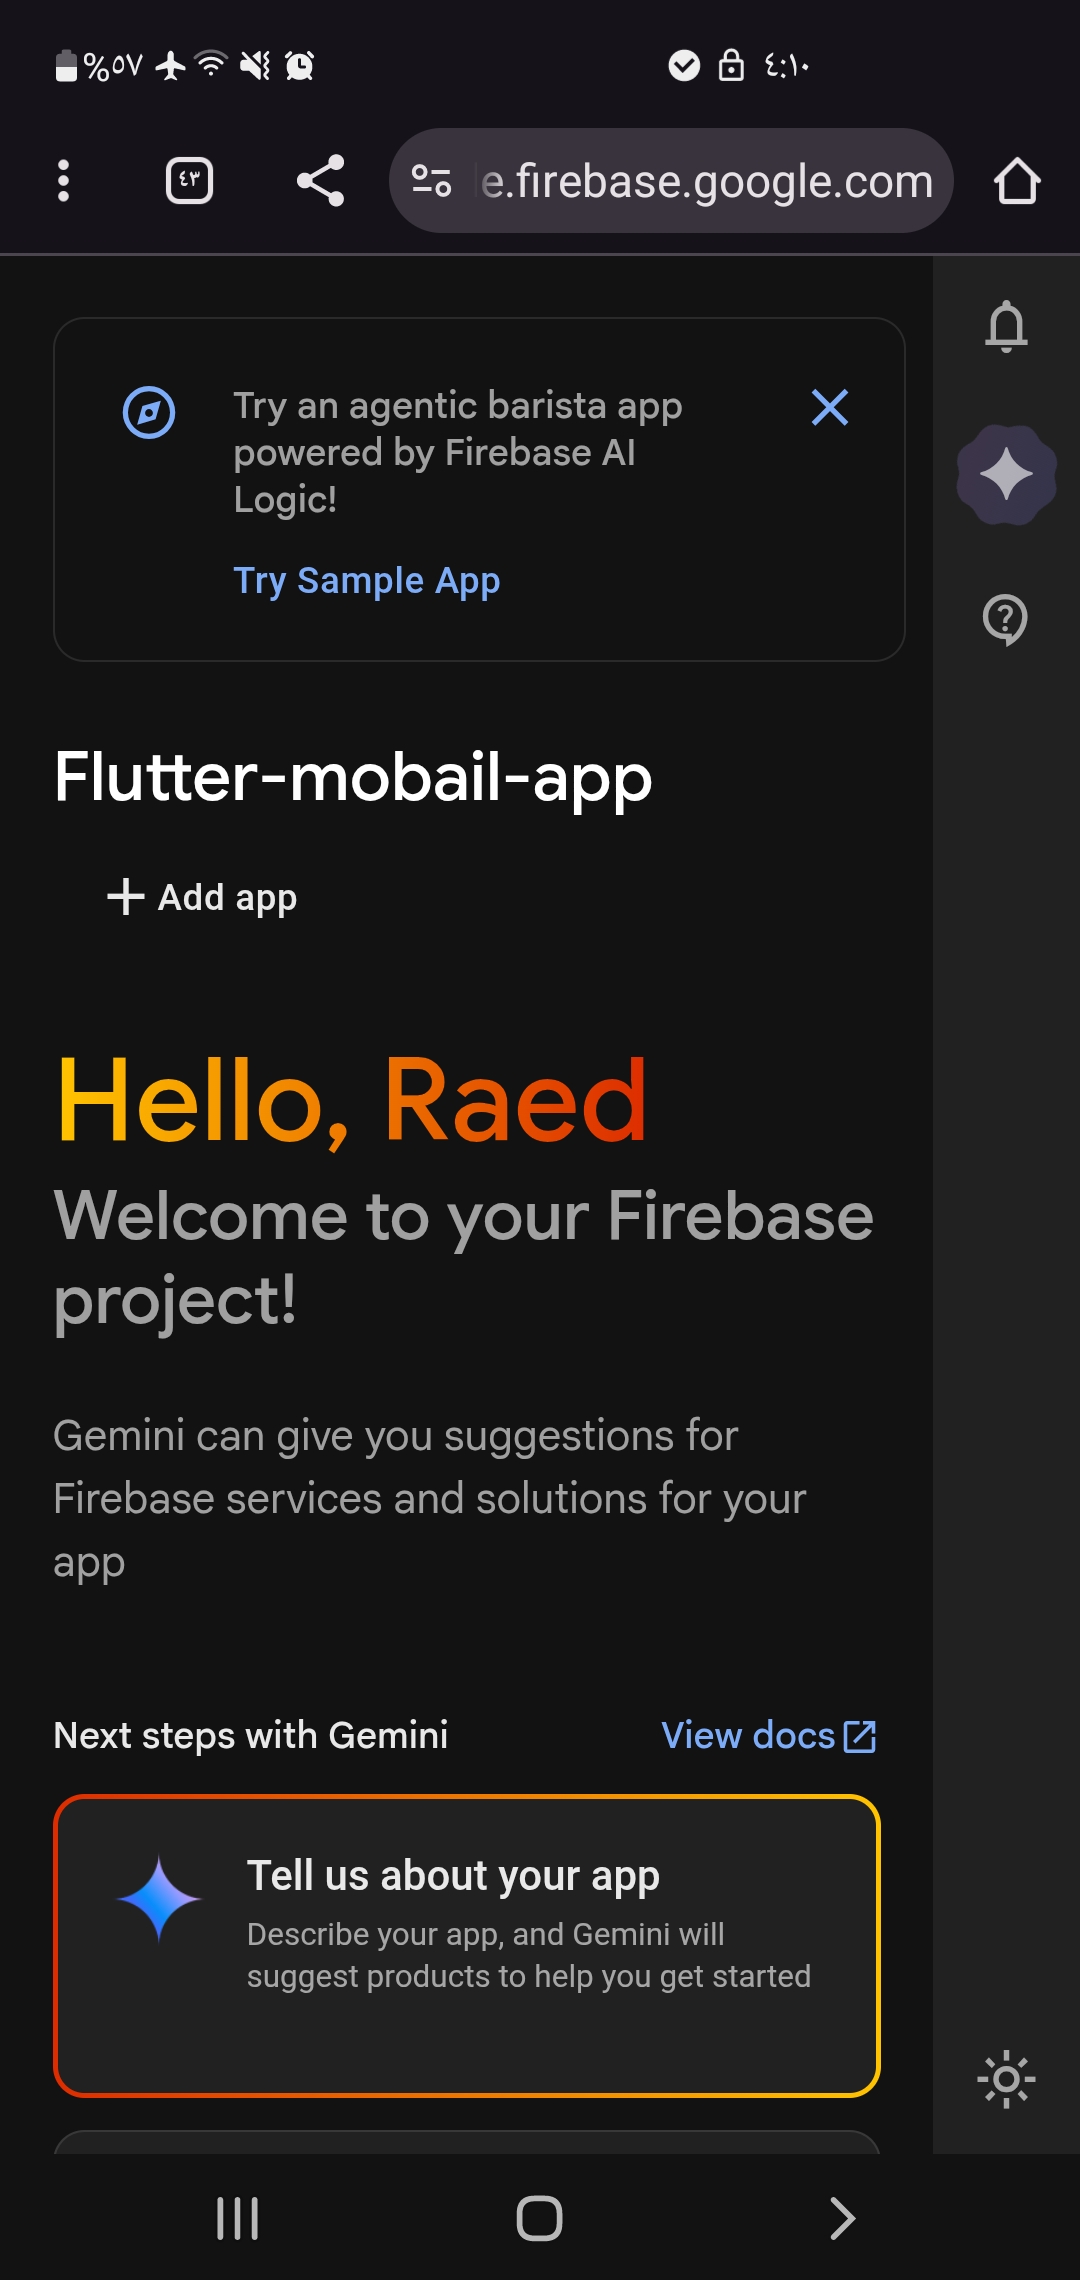 %٥٧
٤:١٠
٤٣
e.firebase.google.com
Try an agentic barista app
powered by Firebase AI
Logic!
Try Sample App
Flutter-mobail-app
Add app
Hello, Raed
Welcome to your Firebase
project!
Gemini can give you suggestions for
Firebase services and solutions for your
app
Next steps with Gemini
View docs
Tell us about your app
Describe your app, and Gemini will
suggest products to help you get started